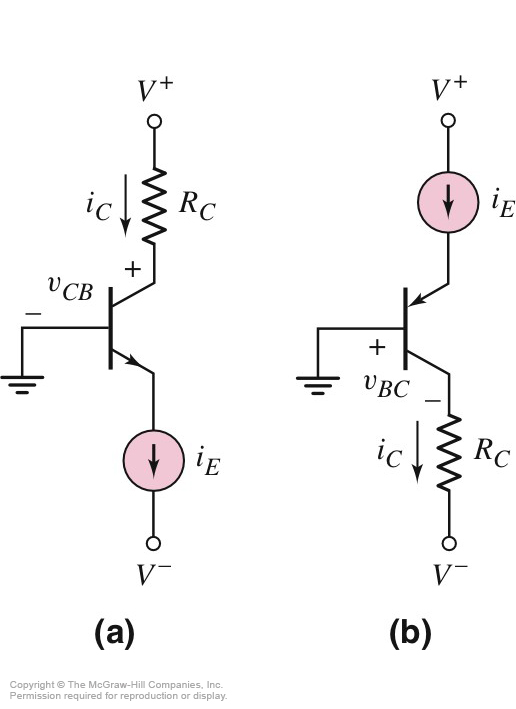 V+
V+
iE
iC
RC
+
vCB
−
+
vBC
−
iE
iC
RC
V−
V−
(a)
(b)
Copyright © The McGraw-Hill Companies, Inc.
Permission required for reproduction or display.